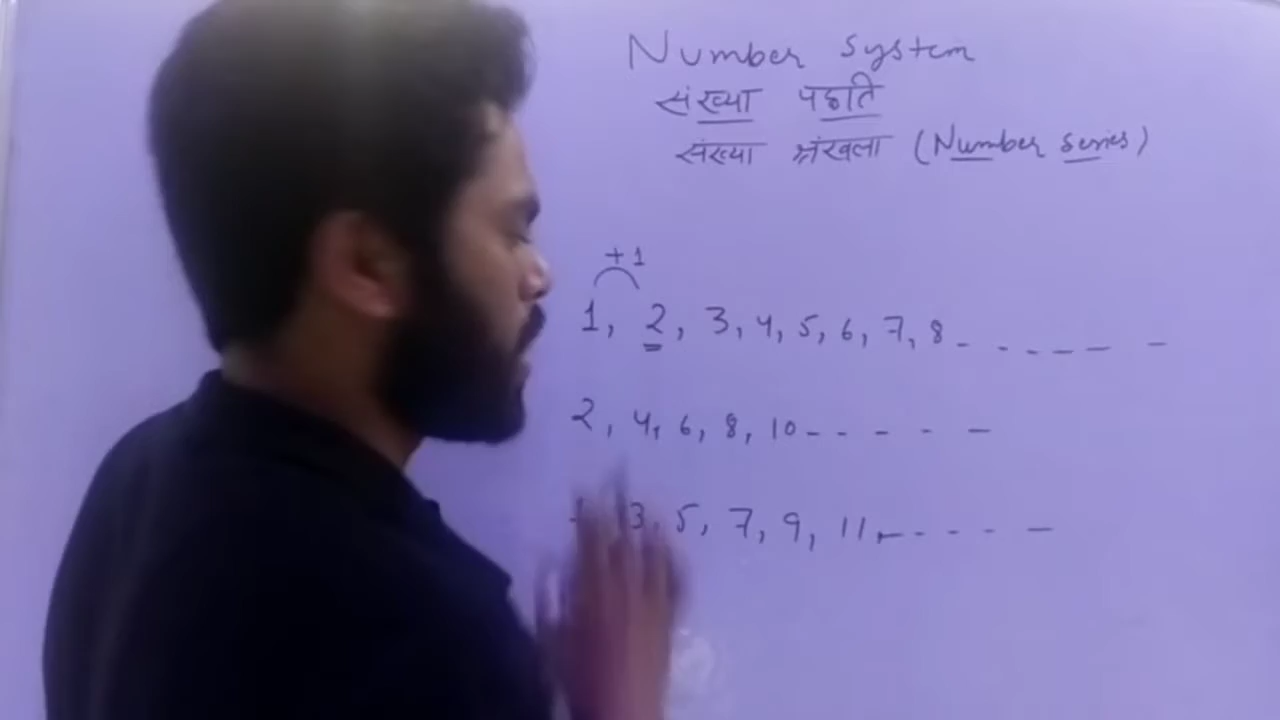 Number System
संख्या पद्धति
संख्या श्रंखला (Number Series)
+1
1, 2, 3, 4, 5, 6, 7, 8 - - - - - -
2, 4, 6, 8, 10 - - - - -
3, 5, 7, 9, 11, - - - - -